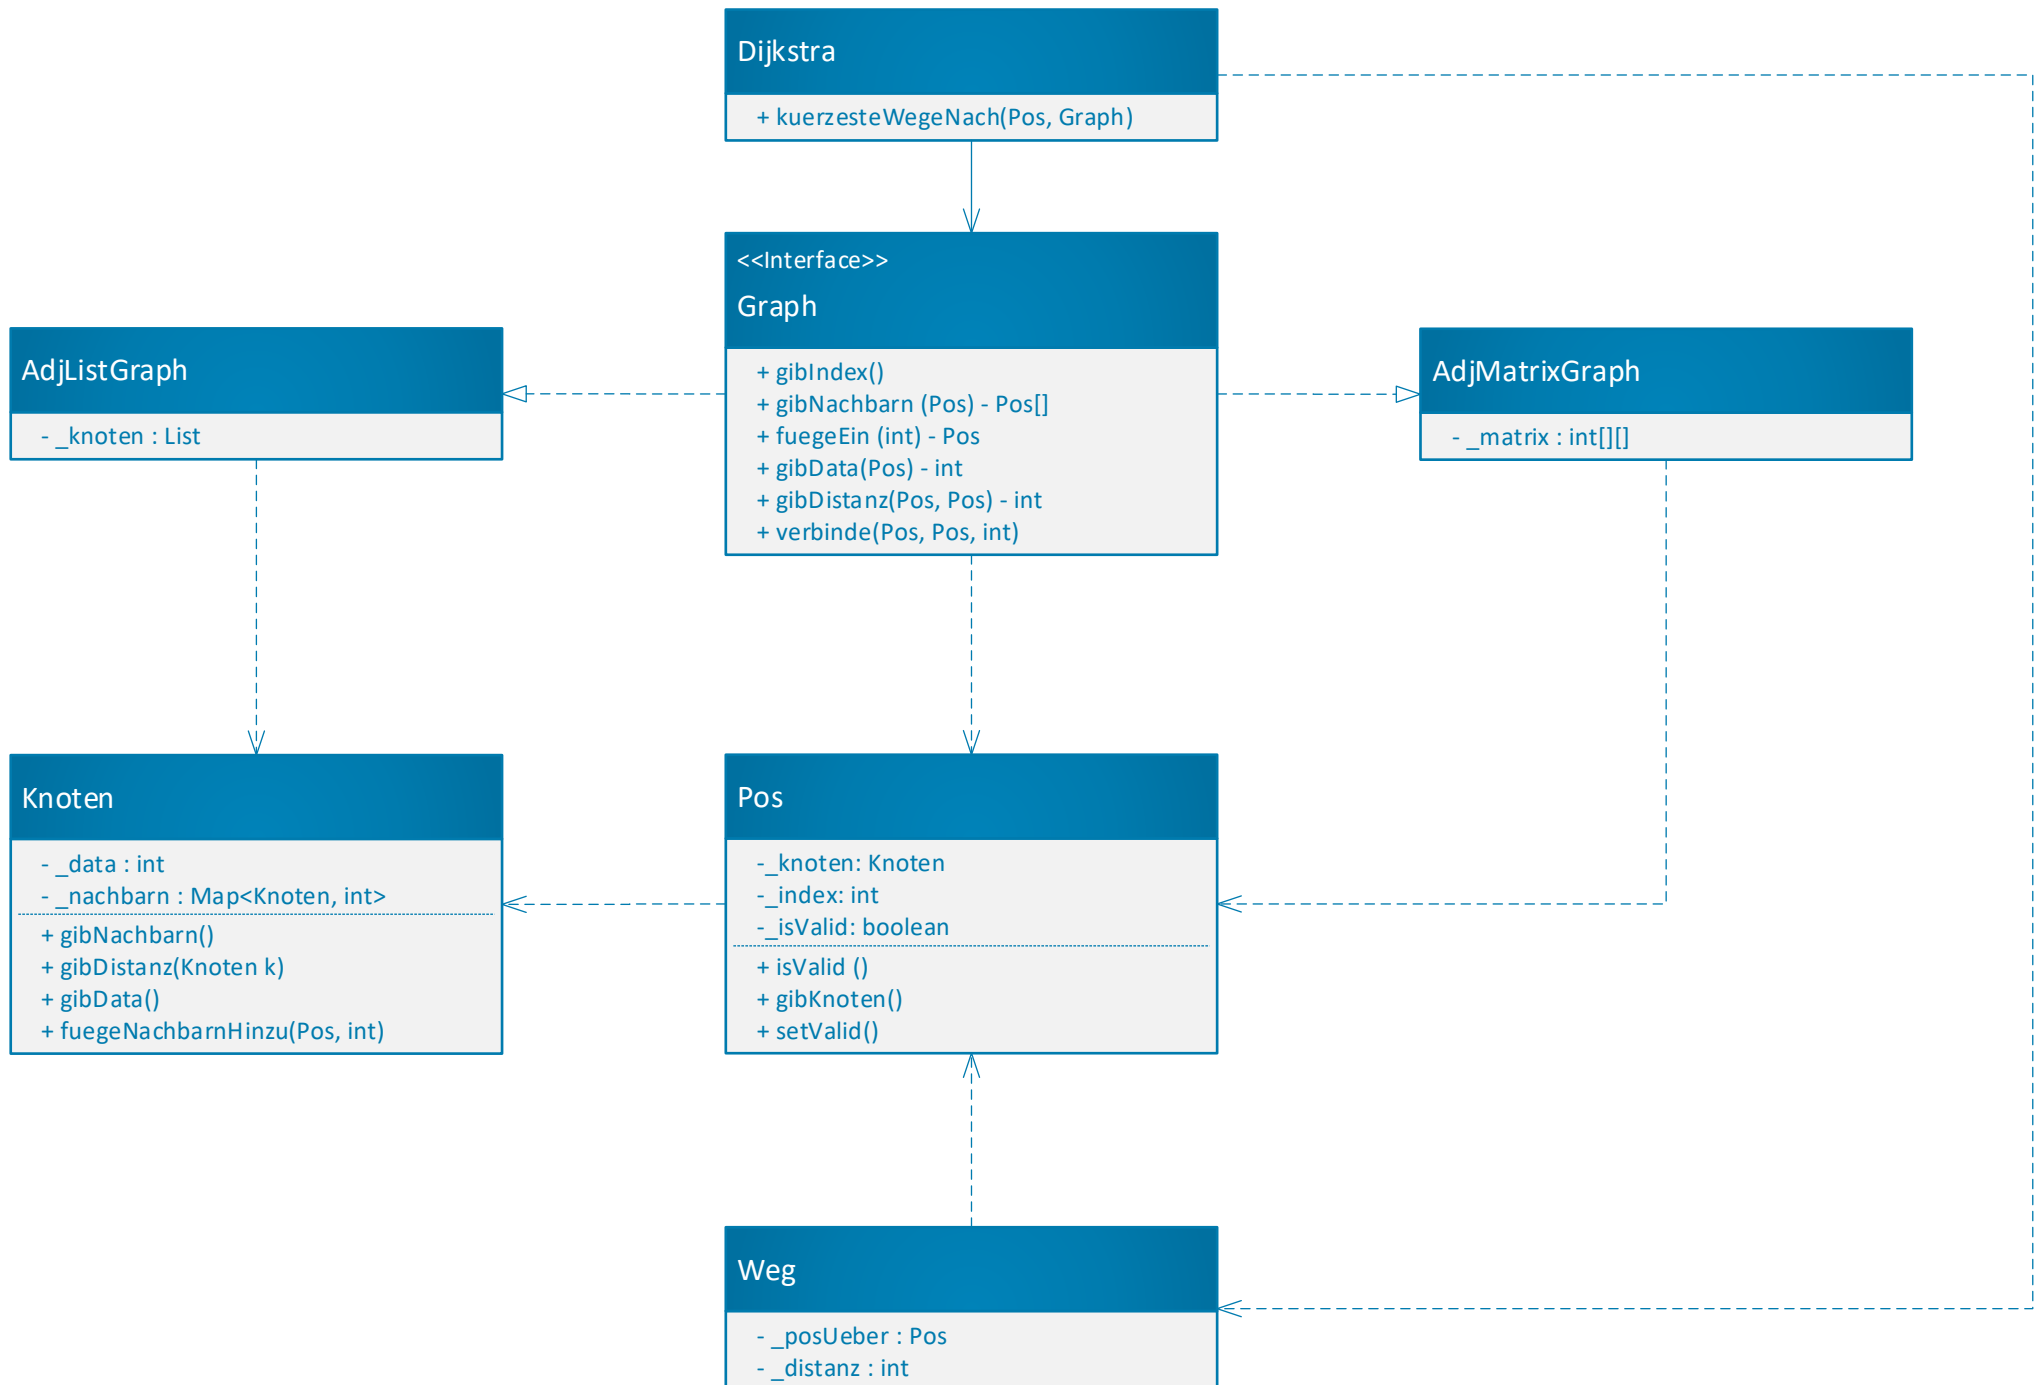 Dijkstra
+ kuerzesteWegeNach(Pos, Graph)
<<Interface>>
Graph
+ gibIndex()
+ gibNachbarn (Pos) - Pos[]
+ fuegeEin (int) - Pos
+ gibData(Pos) - int
+ gibDistanz(Pos, Pos) - int
+ verbinde(Pos, Pos, int)
AdjListGraph
- _knoten : List
AdjMatrixGraph
- _matrix : int[][]
Knoten
- _data : int
- _nachbarn : Map<Knoten, int>
+ gibNachbarn()
+ gibDistanz(Knoten k)
+ gibData()
+ fuegeNachbarnHinzu(Pos, int)
Pos
-_knoten: Knoten
-_index: int
-_isValid: boolean
+ isValid ()
+ gibKnoten()
+ setValid()
Weg
- _posUeber : Pos
- _distanz : int